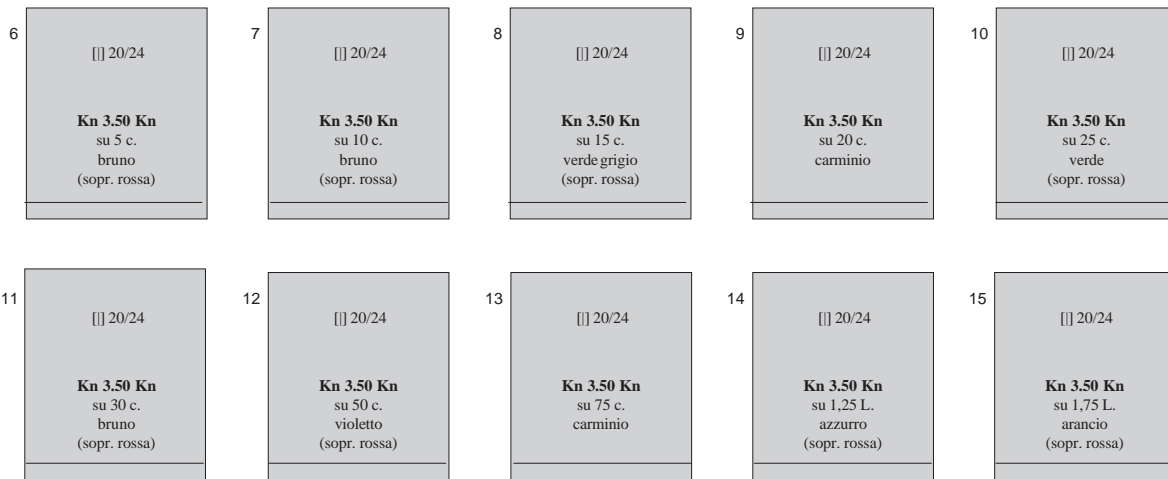 6
[|] 20/24
Kn 3.50 Kn
su 5 c.
bruno
(sopr. rossa)
7
[|] 20/24
Kn 3.50 Kn
su 10 c.
bruno
(sopr. rossa)
8
[|] 20/24
Kn 3.50 Kn
su 15 c.
verde grigio
(sopr. rossa)
9
[|] 20/24
Kn 3.50 Kn
su 20 c.
carminio
10
[|] 20/24
Kn 3.50 Kn
su 25 c.
verde
(sopr. rossa)
11
[|] 20/24
Kn 3.50 Kn
su 30 c.
bruno
(sopr. rossa)
12
[|] 20/24
Kn 3.50 Kn
su 50 c.
violetto
(sopr. rossa)
13
[|] 20/24
Kn 3.50 Kn
su 75 c.
carminio
14
[|] 20/24
Kn 3.50 Kn
su 1,25 L.
azzurro
(sopr. rossa)
15
[|] 20/24
Kn 3.50 Kn
su 1,75 L.
arancio
(sopr. rossa)